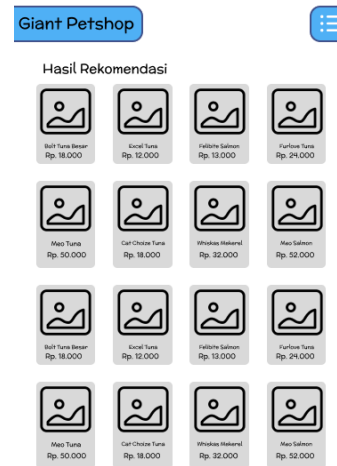 Giant Petshop
Hasil Rekomendasi
Bolt Tuna Besar
Rp. 18.000
Excel Tuna
Rp. 12.000
Felibite Salmon
Rp. 13.000
Furlove Tuna
Rp. 24.000
Meo Tuna
Rp. 50.000
Cat Choize Tuna
Rp. 18.000
Whiskas Mekerel
Rp. 32.000
Meo Salmon
Rp. 52.000
Bolt Tuna Besar
Rp. 18.000
Excel Tuna
Rp. 12.000
Felibite Salmon
Rp. 13.000
Furlove Tuna
Rp. 24.000
Meo Tuna
Rp. 50.000
Cat Choize Tuna
Rp. 18.000
Whiskas Mekerel
Rp. 32.000
Meo Salmon
Rp. 52.000